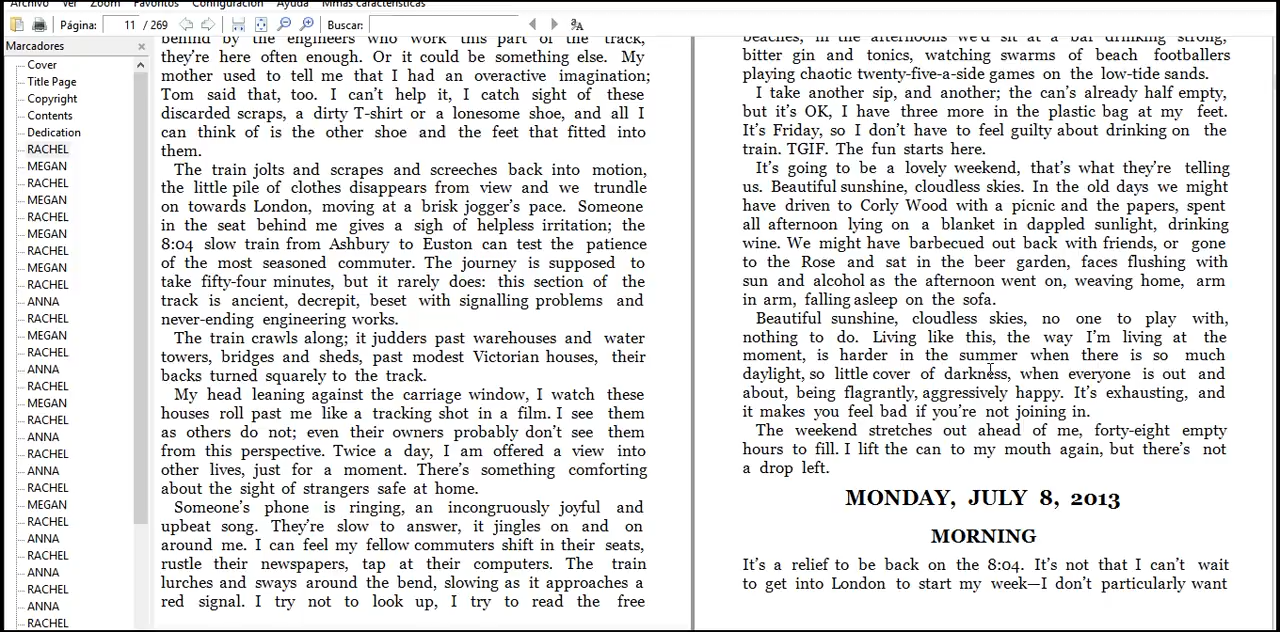 Archivo Ver Zoom Favoritos Configuración Ayuda Mínimas características
Página: 11 / 269 Buscar:
Marcadores
Cover
Title Page
Copyright
Contents
Dedication
RACHEL
MEGAN
RACHEL
MEGAN
RACHEL
MEGAN
RACHEL
MEGAN
RACHEL
ANNA
RACHEL
MEGAN
RACHEL
ANNA
RACHEL
MEGAN
RACHEL
ANNA
RACHEL
ANNA
RACHEL
MEGAN
RACHEL
ANNA
RACHEL
ANNA
RACHEL
ANNA
RACHEL
behind by the engineers who work this part of the track,
they're here often enough. Or it could be something else. My
mother used to tell me that I had an overactive imagination;
Tom said that, too. I can't help it, I catch sight of these
discarded scraps, a dirty T-shirt or a lonesome shoe, and all I
can think of is the other shoe and the feet that fitted into
them.
The train jolts and scrapes and screeches back into motion,
the little pile of clothes disappears from view and we trundle
on towards London, moving at a brisk jogger's pace. Someone
in the seat behind me gives a sigh of helpless irritation; the
8:04 slow train from Ashbury to Euston can test the patience
of the most seasoned commuter. The journey is supposed to
take fifty-four minutes, but it rarely does: this section of the
track is ancient, decrepit, beset with signalling problems and
never-ending engineering works.
The train crawls along; it judders past warehouses and water
towers, bridges and sheds, past modest Victorian houses, their
backs turned squarely to the track.
My head leaning against the carriage window, I watch these
houses roll past me like a tracking shot in a film. I see them
as others do not; even their owners probably don't see them
from this perspective. Twice a day, I am offered a view into
other lives, just for a moment. There's something comforting
about the sight of strangers safe at home.
Someone's phone is ringing, an incongruously joyful and
upbeat song. They're slow to answer, it jingles on and on
around me. I can feel my fellow commuters shift in their seats,
rustle their newspapers, tap at their computers. The train
lurches and sways around the bend, slowing as it approaches a
red signal. I try not to look up, I try to read the free
beaches, in the afternoons we'd sit at a bar drinking strong,
bitter gin and tonics, watching swarms of beach footballers
playing chaotic twenty-five-a-side games on the low-tide sands.
I take another sip, and another; the can's already half empty,
but it's OK, I have three more in the plastic bag at my feet.
It's Friday, so I don't have to feel guilty about drinking on the
train. TGIF. The fun starts here.
It's going to be a lovely weekend, that's what they're telling
us. Beautiful sunshine, cloudless skies. In the old days we might
have driven to Corly Wood with a picnic and the papers, spent
all afternoon lying on a blanket in dappled sunlight, drinking
wine. We might have barbecued out back with friends, or gone
to the Rose and sat in the beer garden, faces flushing with
sun and alcohol as the afternoon went on, weaving home, arm
in arm, falling asleep on the sofa.
Beautiful sunshine, cloudless skies, no one to play with,
nothing to do. Living like this, the way I'm living at the
moment, is harder in the summer when there is so much
daylight, so little cover of darkness, when everyone is out and
about, being flagrantly, aggressively happy. It's exhausting, and
it makes you feel bad if you're not joining in.
The weekend stretches out ahead of me, forty-eight empty
hours to fill. I lift the can to my mouth again, but there's not
a drop left.
MONDAY, JULY 8, 2013
MORNING
It's a relief to be back on the 8:04. It's not that I can't wait
to get into London to start my week—I don't particularly want